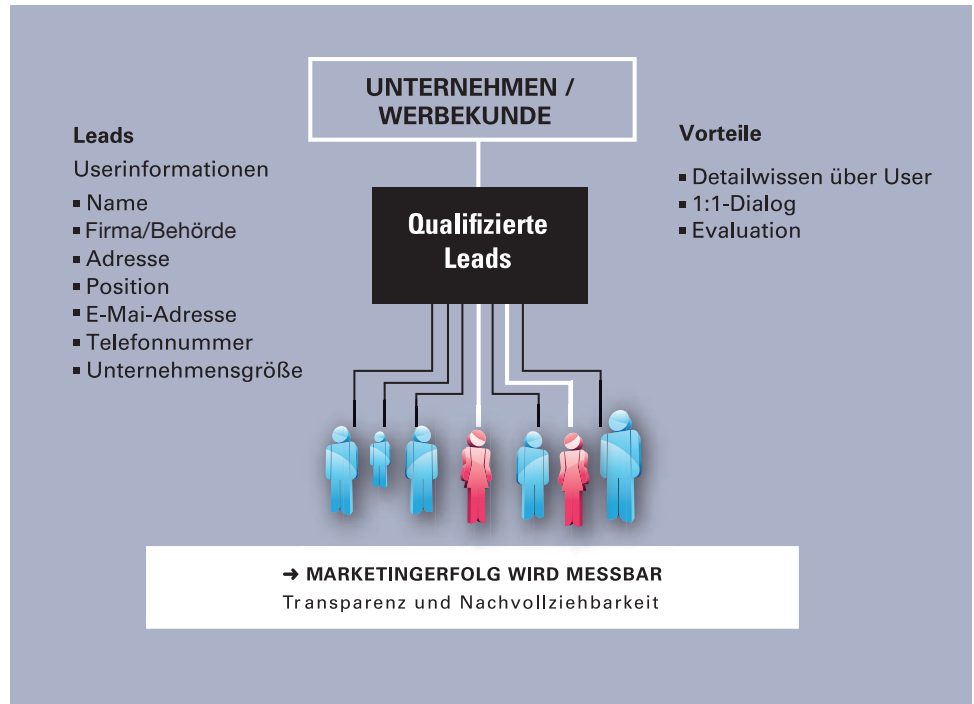 UNTERNEHMEN /
WERBEKUNDE
Leads
Userinformationen
▪ Name
▪ Firma/Behörde
▪ Adresse
▪ Position
▪ E-Mai-Adresse
▪ Telefonnummer
▪ Unternehmensgröße
Qualifizierte
Leads
Vorteile
▪ Detailwissen über User
▪ 1:1-Dialog
▪ Evaluation
➔ MARKETINGERFOLG WIRD MESSBAR
Transparenz und Nachvollziehbarkeit